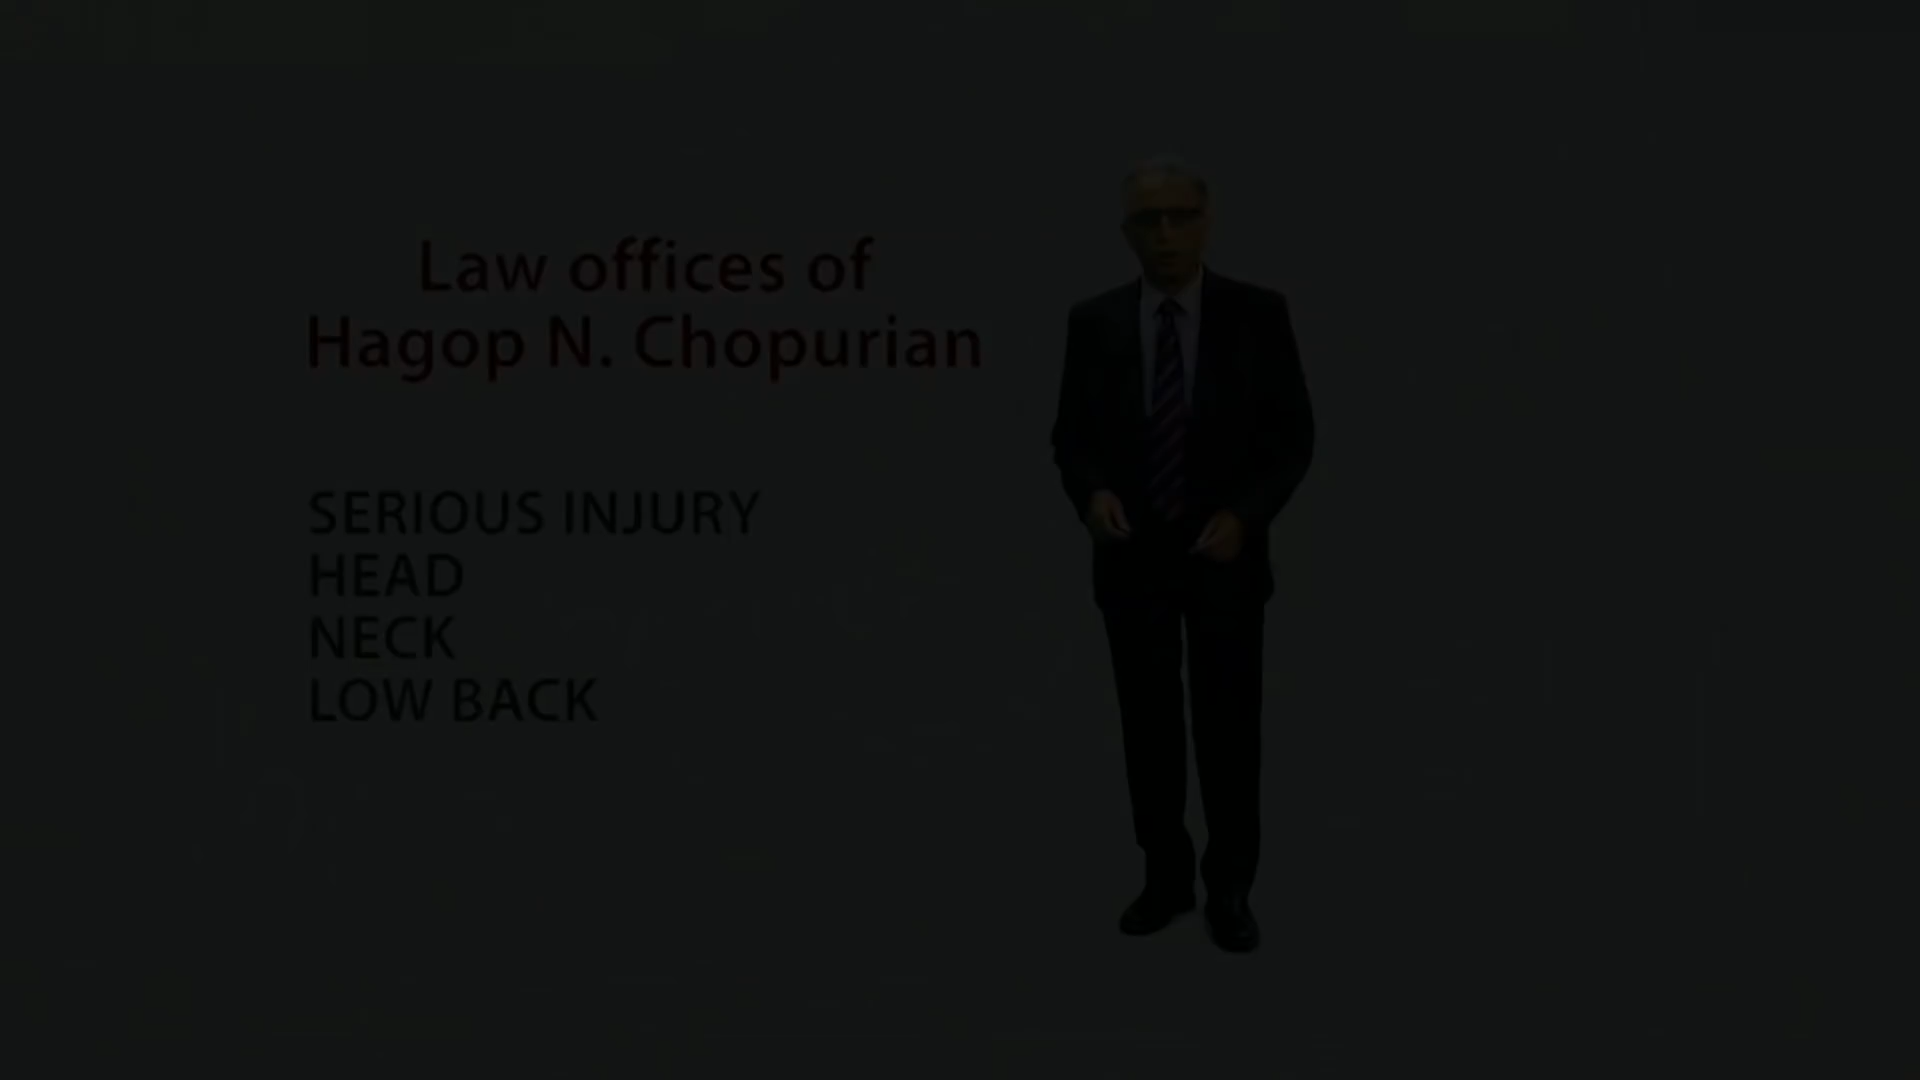 Law offices of
Hagop N. Chopurian
SERIOUS INJURY
HEAD
NECK
LOW BACK